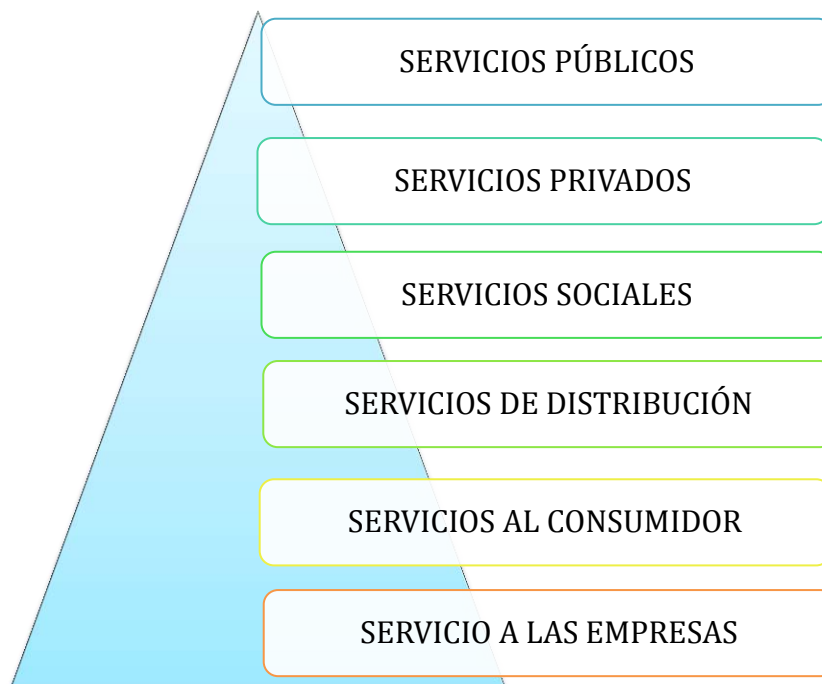 SERVICIOS PÚBLICOS
SERVICIOS PRIVADOS
SERVICIOS SOCIALES
SERVICIOS DE DISTRIBUCIÓN
SERVICIOS AL CONSUMIDOR
SERVICIO A LAS EMPRESAS